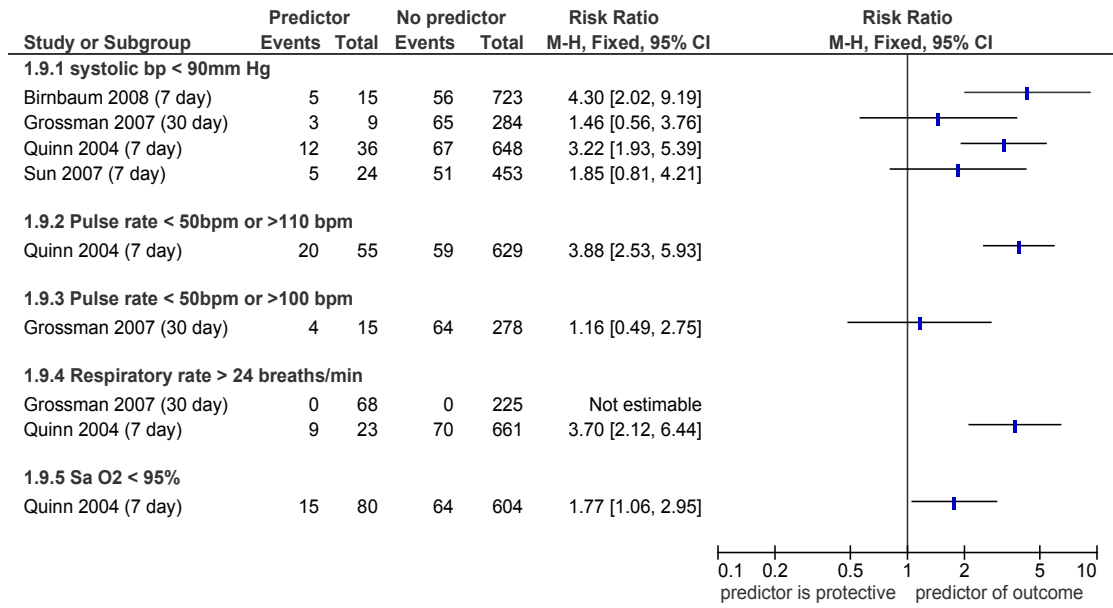 Predictor No predictor Risk Ratio Risk Ratio
Study or Subgroup Events Total Events Total M-H, Fixed, 95% CI M-H, Fixed, 95% CI
1.9.1 systolic bp < 90mm Hg
Birnbaum 2008 (7 day) 5 15 56 723 4.30 [2.02, 9.19]
Grossman 2007 (30 day) 3 9 65 284 1.46 [0.56, 3.76]
Quinn 2004 (7 day) 12 36 67 648 3.22 [1.93, 5.39]
Sun 2007 (7 day) 5 24 51 453 1.85 [0.81, 4.21]
1.9.2 Pulse rate < 50bpm or >110 bpm
Quinn 2004 (7 day) 20 55 59 629 3.88 [2.53, 5.93]
1.9.3 Pulse rate < 50bpm or >100 bpm
Grossman 2007 (30 day) 4 15 64 278 1.16 [0.49, 2.75]
1.9.4 Respiratory rate > 24 breaths/min
Grossman 2007 (30 day) 0 68 0 225 Not estimable
Quinn 2004 (7 day) 9 23 70 661 3.70 [2.12, 6.44]
1.9.5 Sa O2 < 95%
Quinn 2004 (7 day) 15 80 64 604 1.77 [1.06, 2.95]
0.1 0.2 0.5 1 2 5 10
predictor is protective predictor of outcome